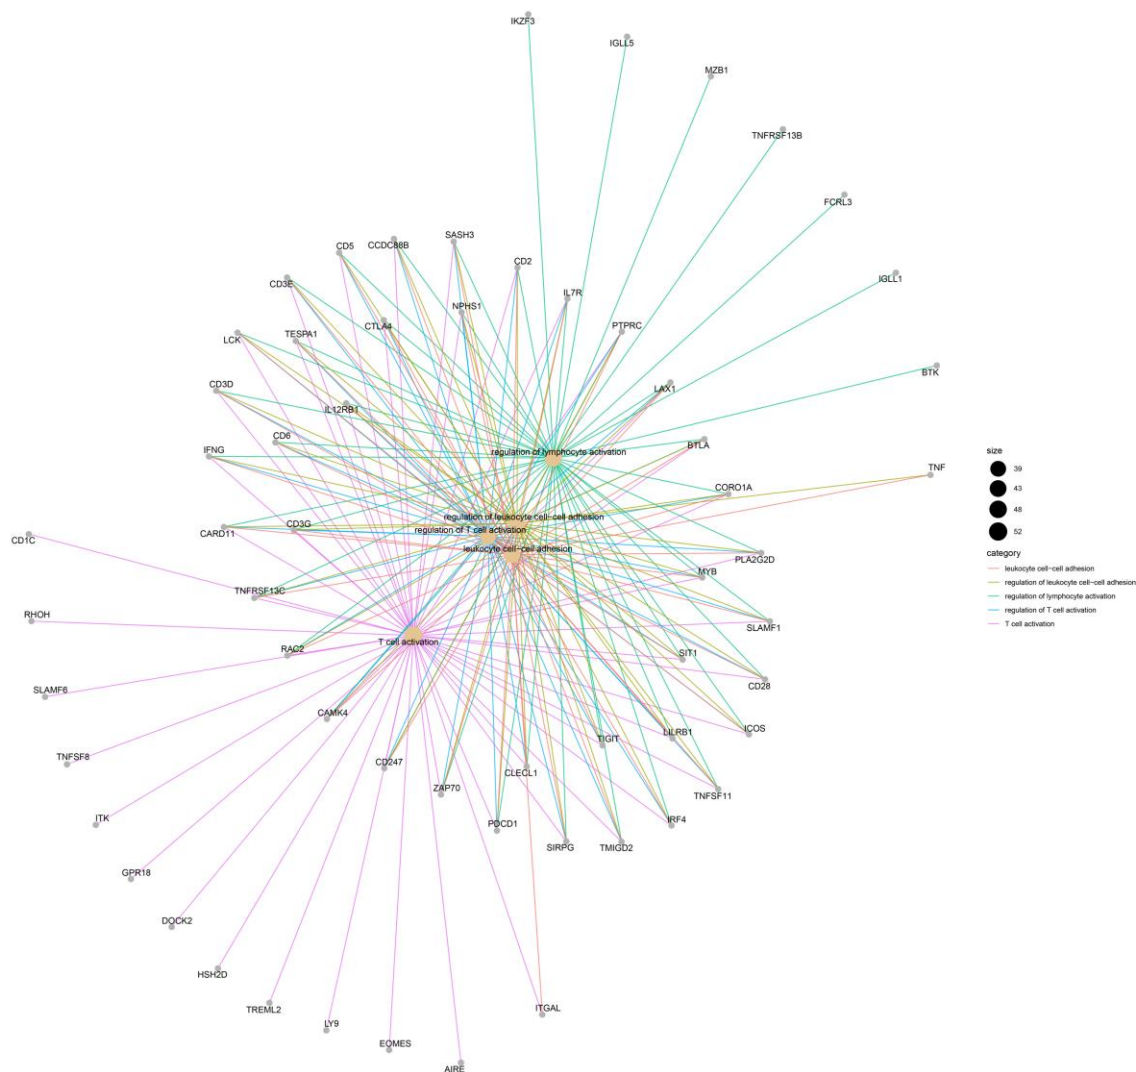 IKZF3
IGLL5
MZB1
TNFRSF13B
FCRL3
SASH3
CCDC88B
CD5
CD2
IGLL1
CD3E
IL7R
NPHS1
CTLA4
PTPRC
TESPA1
LCK
BTK
CD3D
LAX1
IL12RB1
CD6
BTLA
IFNG
regulation of lymphocyte activation
TNF
CORO1A
regulation of leukocyte cell−cell adhesion
CD3G
regulation of T cell activation
CARD11
CD1C
leukocyte cell−cell adhesion
PLA2G2D
MYB
TNFRSF13C
RHOH
SLAMF1
T cell activation
RAC2
SIT1
CD28
SLAMF6
CAMK4
ICOS
LILRB1
TIGIT
TNFSF8
CD247
CLECL1
ZAP70
TNFSF11
ITK
PDCD1
IRF4
SIRPG
TMIGD2
GPR18
DOCK2
HSH2D
TREML2
ITGAL
LY9
EOMES
AIRE
size
39
43
48
52
category
leukocyte cell−cell adhesion
regulation of leukocyte cell−cell adhesion
regulation of lymphocyte activation
regulation of T cell activation
T cell activation